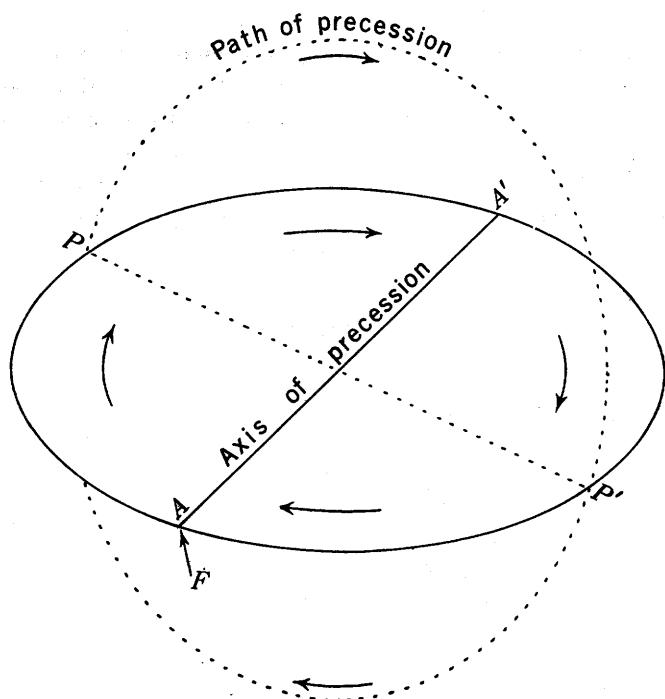 Path of precession
A'
P
Axis of precession
A
P'
F